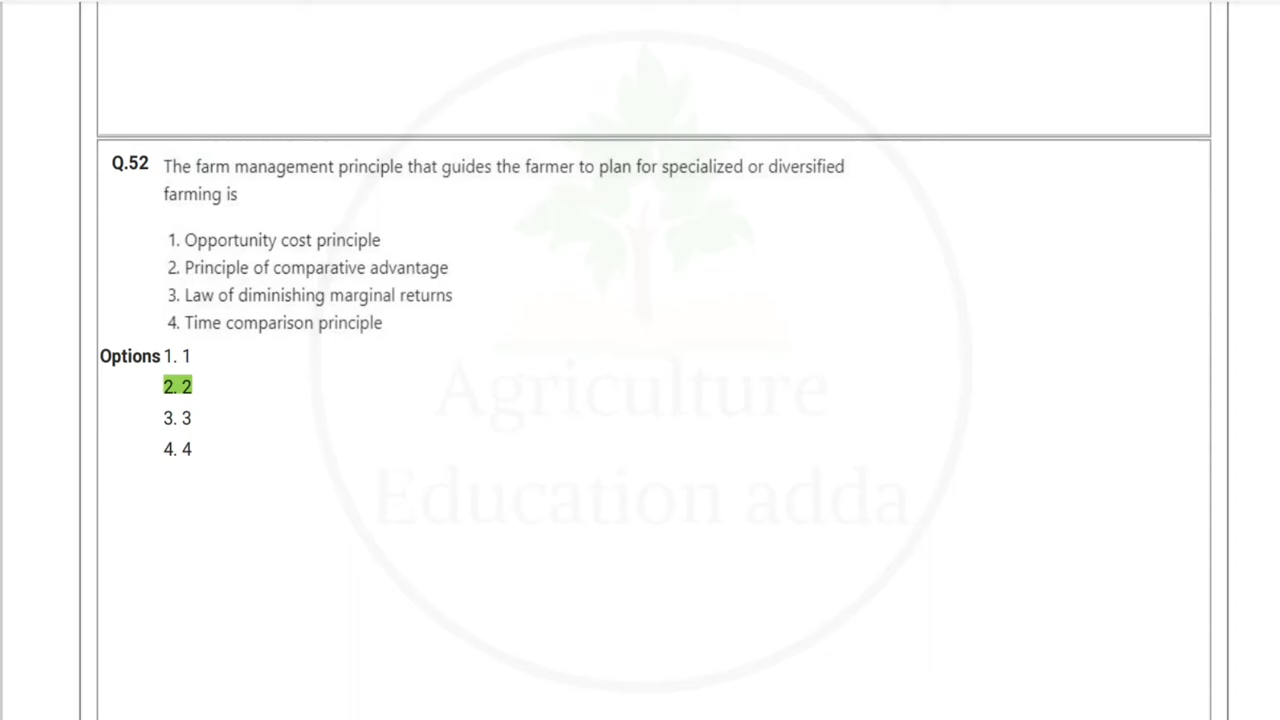 Q.52 The farm management principle that guides the farmer to plan for specialized or diversified
farming is
1. Opportunity cost principle
2. Principle of comparative advantage
3. Law of diminishing marginal returns
4. Time comparison principle
Options 1. 1
2. 2
3. 3
4. 4
Agriculture
Education adda